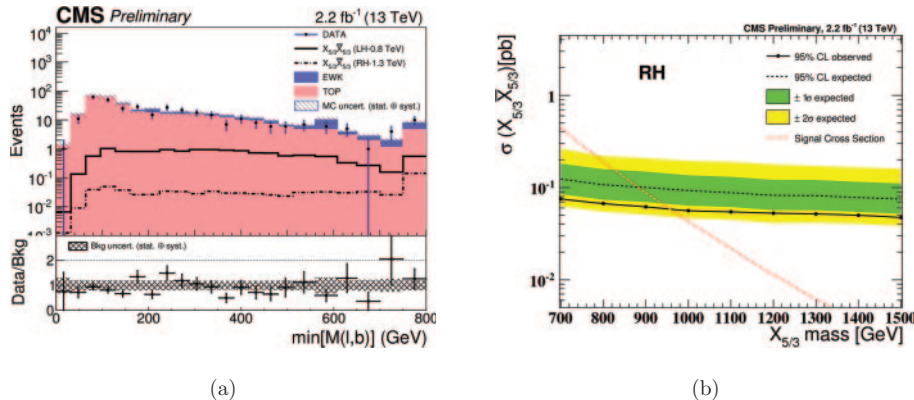 CMS Preliminary 2.2 fb⁻¹ (13 TeV)
DATA
X5/3X̅5/3 (LH-0.8 TeV)
X5/3X̅5/3 (RH-1.3 TeV)
EWK
TOP
MC uncert. (stat. ⊕ syst.)
Events
10⁴
10³
10²
10
1
10⁻¹
10⁻²
10⁻³
Bkg uncert. (stat. ⊕ syst.)
Data/Bkg
2
1
0
0 200 400 600 800
min[M(l,b)] (GeV)
(a)
CMS Preliminary, 2.2 fb⁻¹ (13 TeV)
RH
95% CL observed
95% CL expected
± 1σ expected
± 2σ expected
Signal Cross Section
σ (X5/3 X̅5/3)[pb]
1
10⁻¹
10⁻²
700 800 900 1000 1100 1200 1300 1400 1500
X5/3 mass [GeV]
(b)